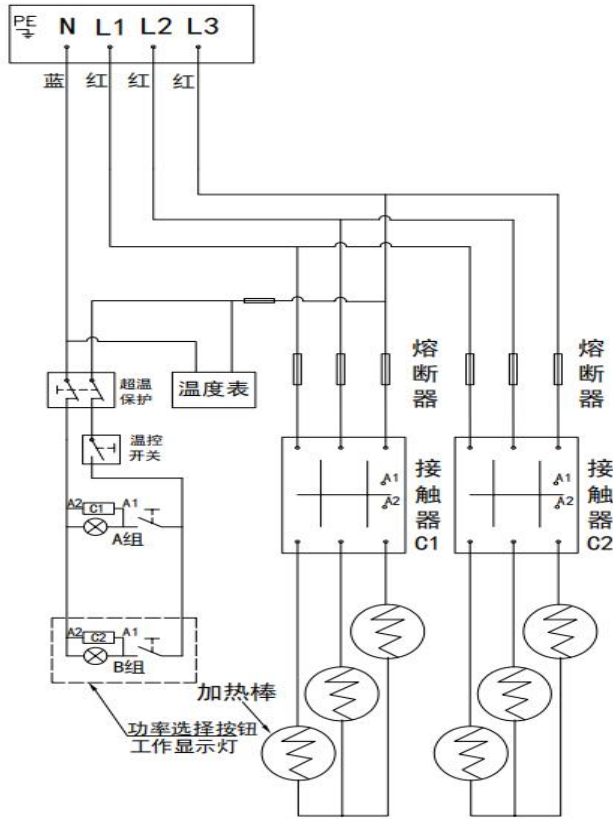 PE N L1 L2 L3
蓝 红 红 红
熔断器
熔断器
超温
保护
温度表
温控
开关
接触器
C1
接触器
C2
A1
A2
A1
A2
A2 C1 A1
A组
A2 C2 A1
B组
加热棒
功率选择按钮
工作显示灯